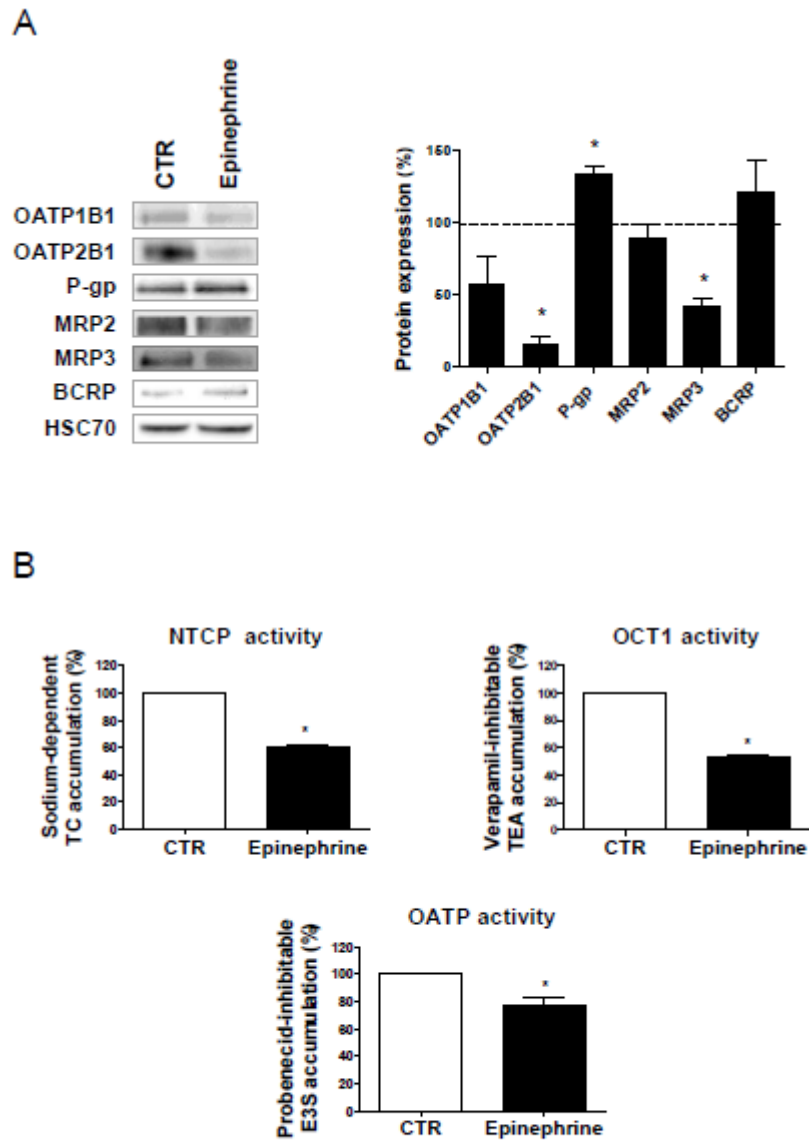 A
CTR
Epinephrine
OATP1B1
OATP2B1
P-gp
MRP2
MRP3
BCRP
HSC70
Protein expression (%)
150
100
50
0
*
*
*
OATP1B1
OATP2B1
P-gp
MRP2
MRP3
BCRP
B
NTCP activity
Sodium-dependent
TC accumulation (%)
120
100
80
60
40
20
0
*
CTR
Epinephrine
OCT1 activity
Verapamil-inhibitable
TEA accumulation (%)
120
100
80
60
40
20
0
*
CTR
Epinephrine
OATP activity
Probenecid-inhibitable
E3S accumulation (%)
120
100
80
60
40
20
0
*
CTR
Epinephrine